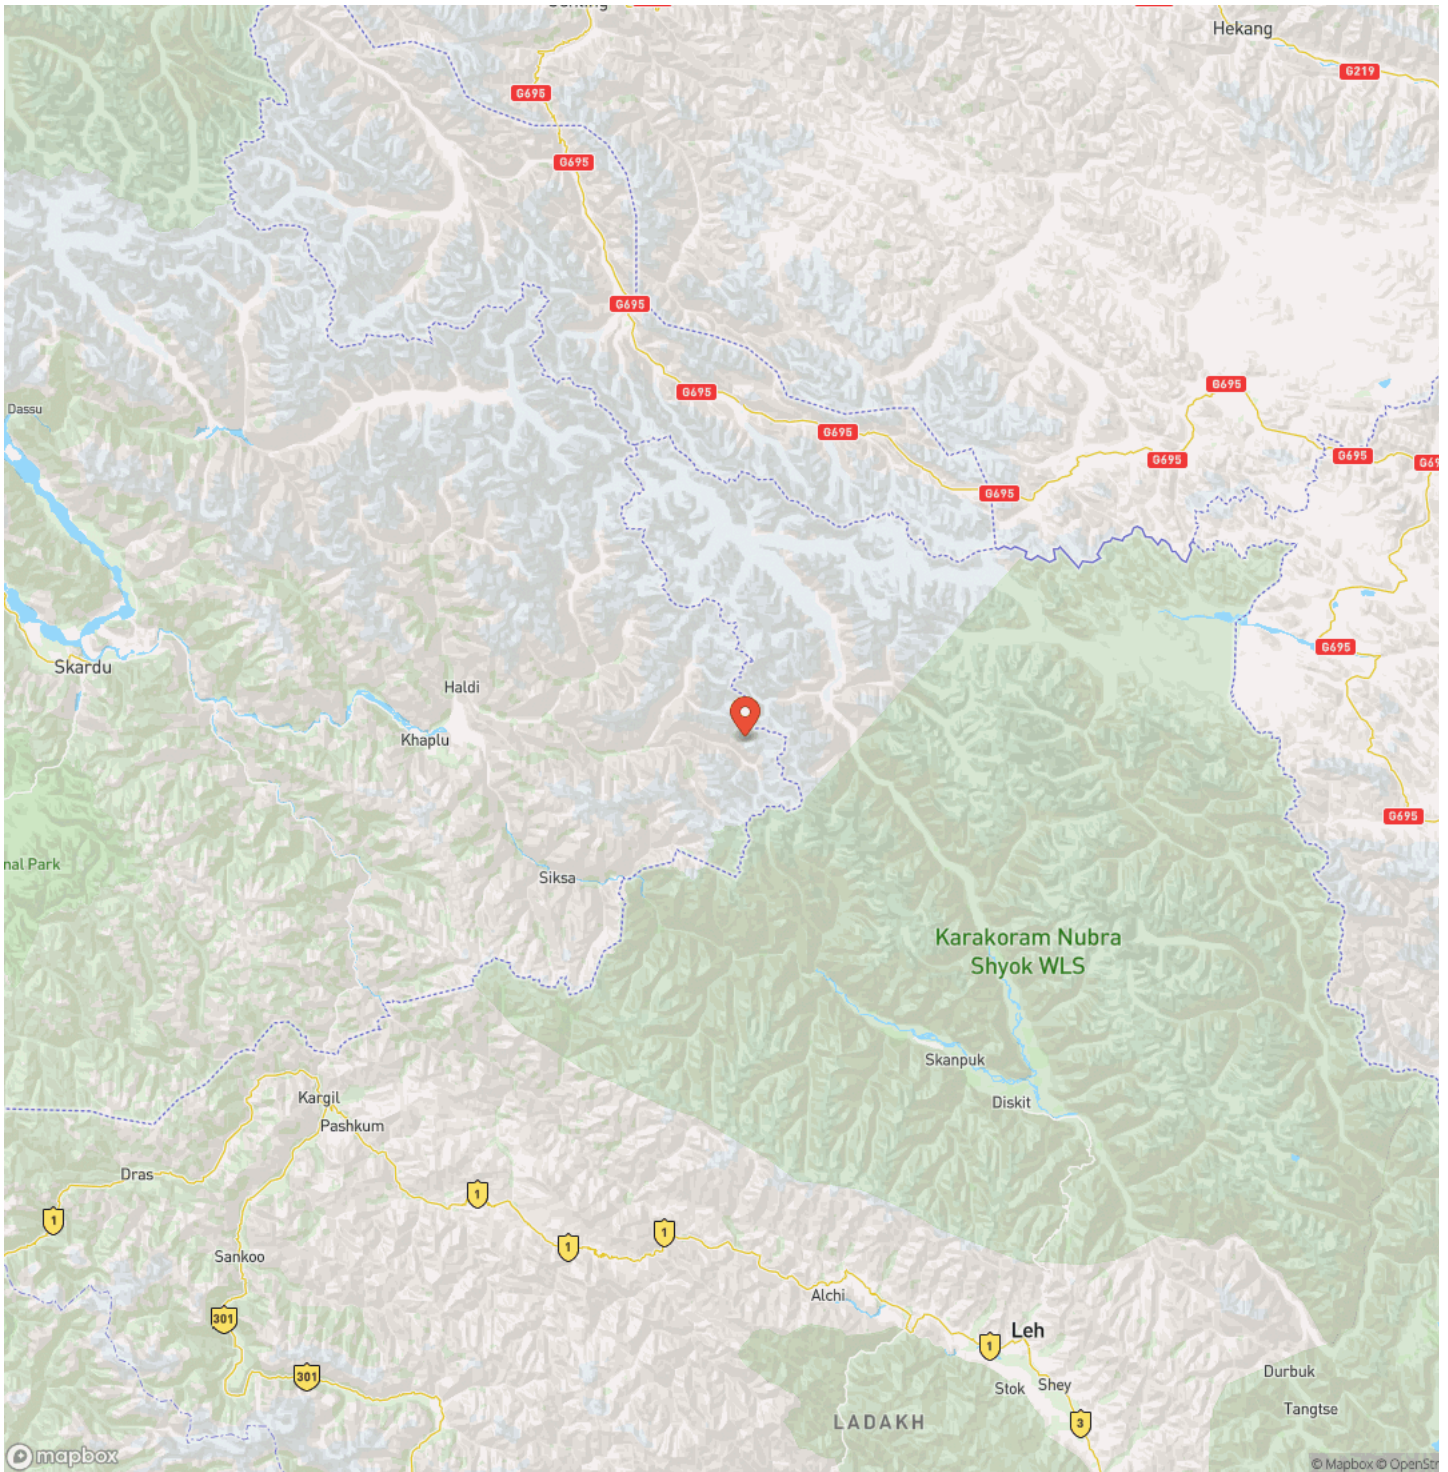 Hekang
G219
G695
G695
G695
G695
G695
G695
G695
G695
G695
Dassu
Skardu
Haldi
Khaplu
G695
G695
nal Park
Siksa
Karakoram Nubra
Shyok WLS
Skanpuk
Diskit
Kargil
Pashkum
Dras
1
1
1
1
Sankoo
301
301
Alchi
1
Leh
Stok
Shey
3
Durbuk
Tangtse
LADAKH
mapbox
© Mapbox © OpenStr